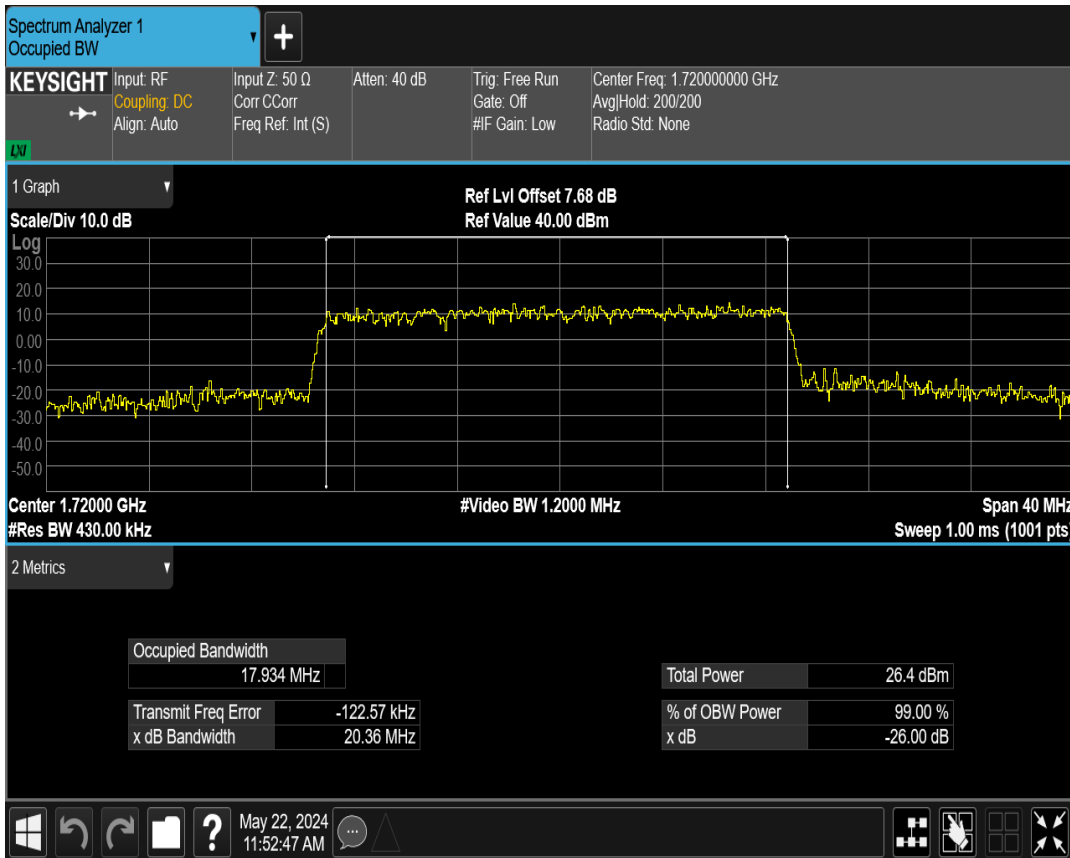 Spectrum Analyzer 1
Occupied BW
+
KEYSIGHT
LXI
Input: RF
Coupling: DC
Align: Auto
Input Z: 50 Ω
Corr CCorr
Freq Ref: Int (S)
Atten: 40 dB
Trig: Free Run
Gate: Off
#IF Gain: Low
Center Freq: 1.720000000 GHz
Avg|Hold: 200/200
Radio Std: None
1 Graph
Scale/Div 10.0 dB
Ref Lvl Offset 7.68 dB
Ref Value 40.00 dBm
Log
30.0
20.0
10.0
0.00
-10.0
-20.0
-30.0
-40.0
-50.0
Center 1.72000 GHz
#Video BW 1.2000 MHz
Span 40 MHz
#Res BW 430.00 kHz
Sweep 1.00 ms (1001 pts)
2 Metrics
Occupied Bandwidth
17.934 MHz
Transmit Freq Error -122.57 kHz
x dB Bandwidth 20.36 MHz
Total Power 26.4 dBm
% of OBW Power 99.00 %
x dB -26.00 dB
?
May 22, 2024
11:52:47 AM